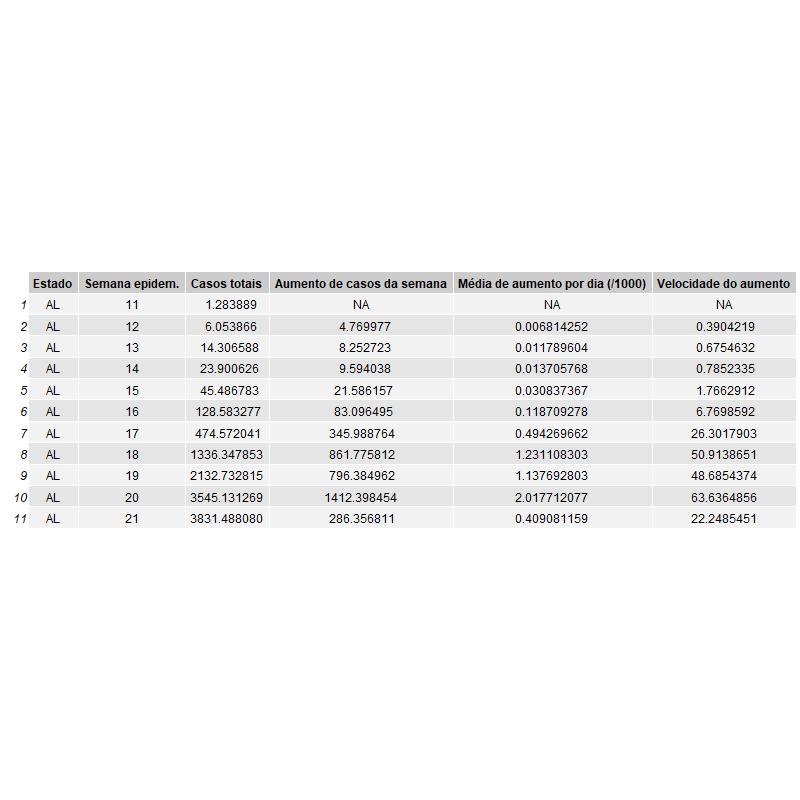 Estado Semana epidem. Casos totais Aumento de casos da semana Média de aumento por dia (/1000) Velocidade do aumento
1 AL 11 1.283889 NA NA NA
2 AL 12 6.053866 4.769977 0.006814252 0.3904219
3 AL 13 14.306588 8.252723 0.011789604 0.6754632
4 AL 14 23.900626 9.594038 0.013705768 0.7852335
5 AL 15 45.486783 21.586157 0.030837367 1.7662912
6 AL 16 128.583277 83.096495 0.118709278 6.7698592
7 AL 17 474.572041 345.988764 0.494269662 26.3017903
8 AL 18 1336.347853 861.775812 1.231108303 50.9138651
9 AL 19 2132.732815 796.384962 1.137692803 48.6854374
10 AL 20 3545.131269 1412.398454 2.017712077 63.6364856
11 AL 21 3831.488080 286.356811 0.409081159 22.2485451